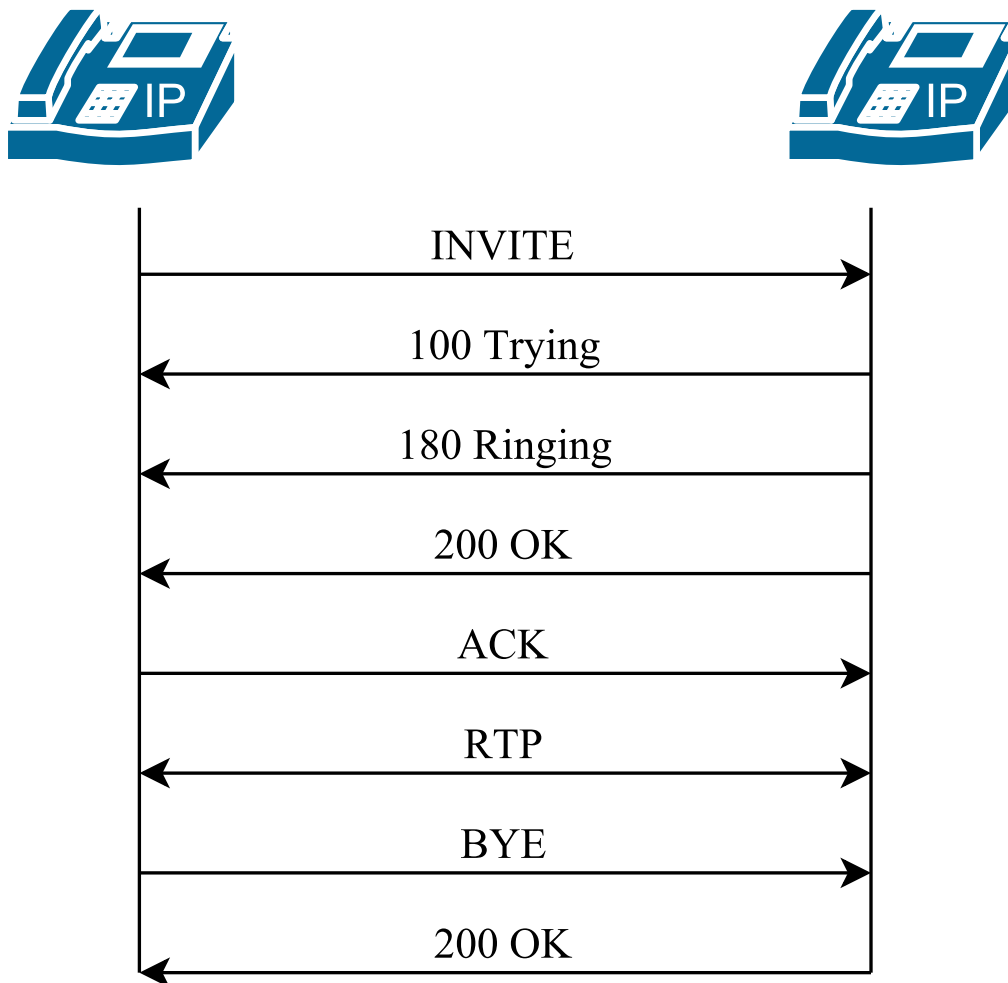 IP
IP
INVITE
100 Trying
180 Ringing
200 OK
ACK
RTP
BYE
200 OK